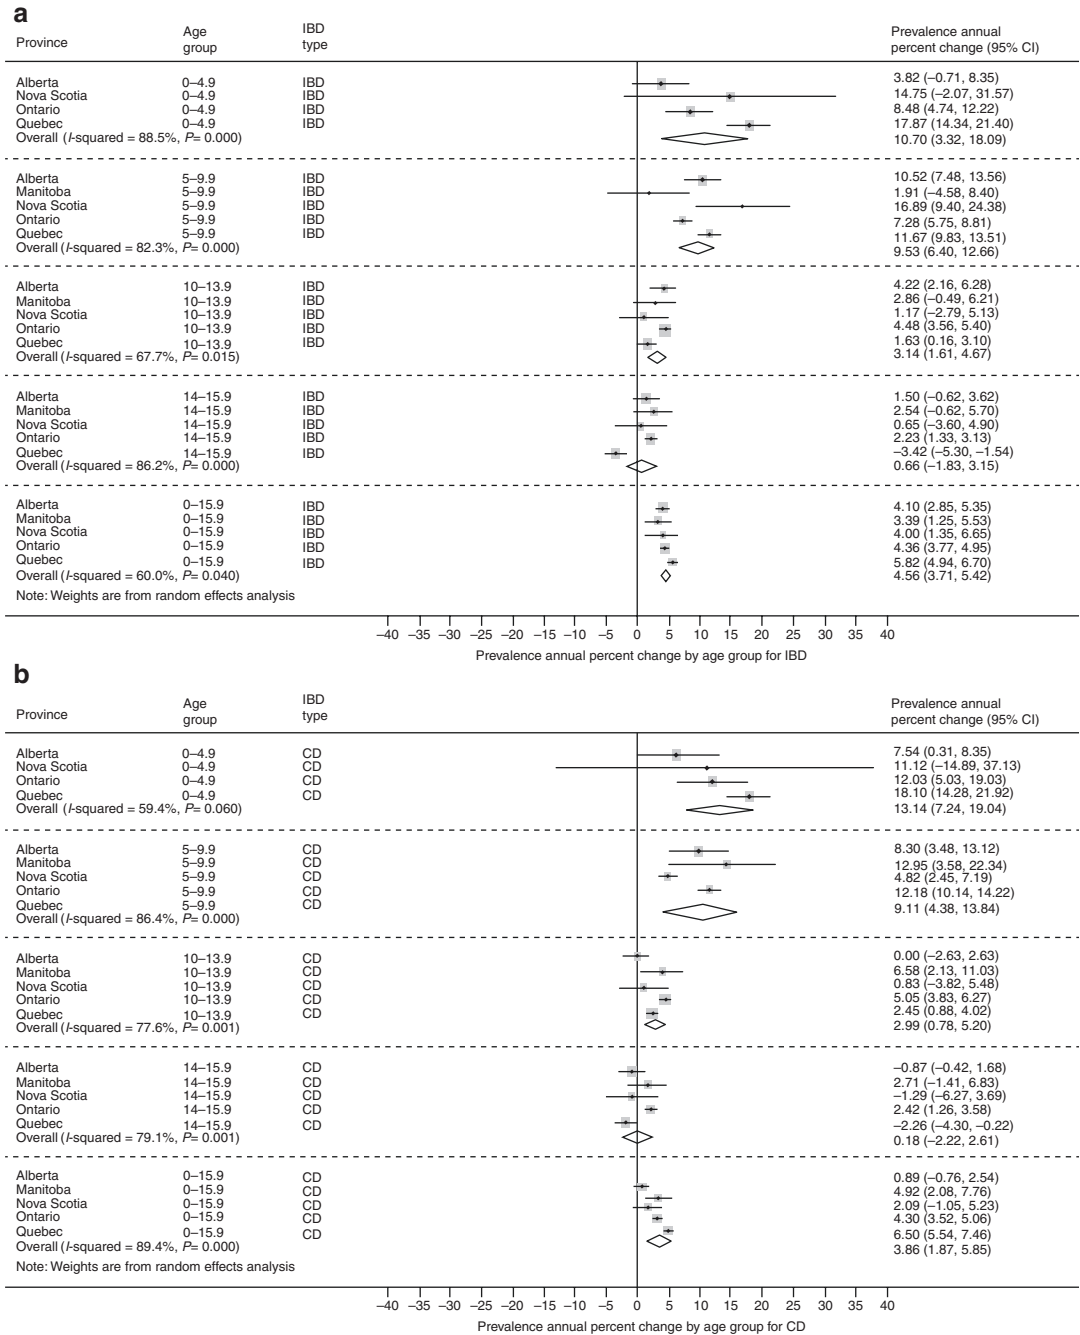 a
Province Age group IBD type Prevalence annual percent change (95% CI)
Alberta 0–4.9 IBD 3.82 (−0.71, 8.35)
Nova Scotia 0–4.9 IBD 14.75 (−2.07, 31.57)
Ontario 0–4.9 IBD 8.48 (4.74, 12.22)
Quebec 0–4.9 IBD 17.87 (14.34, 21.40)
Overall (I-squared = 88.5%, P= 0.000) 10.70 (3.32, 18.09)
Alberta 5–9.9 IBD 10.52 (7.48, 13.56)
Manitoba 5–9.9 IBD 1.91 (−4.58, 8.40)
Nova Scotia 5–9.9 IBD 16.89 (9.40, 24.38)
Ontario 5–9.9 IBD 7.28 (5.75, 8.81)
Quebec 5–9.9 IBD 11.67 (9.83, 13.51)
Overall (I-squared = 82.3%, P= 0.000) 9.53 (6.40, 12.66)
Alberta 10–13.9 IBD 4.22 (2.16, 6.28)
Manitoba 10–13.9 IBD 2.86 (−0.49, 6.21)
Nova Scotia 10–13.9 IBD 1.17 (−2.79, 5.13)
Ontario 10–13.9 IBD 4.48 (3.56, 5.40)
Quebec 10–13.9 IBD 1.63 (0.16, 3.10)
Overall (I-squared = 67.7%, P= 0.015) 3.14 (1.61, 4.67)
Alberta 14–15.9 IBD 1.50 (−0.62, 3.62)
Manitoba 14–15.9 IBD 2.54 (−0.62, 5.70)
Nova Scotia 14–15.9 IBD 0.65 (−3.60, 4.90)
Ontario 14–15.9 IBD 2.23 (1.33, 3.13)
Quebec 14–15.9 IBD −3.42 (−5.30, −1.54)
Overall (I-squared = 86.2%, P= 0.000) 0.66 (−1.83, 3.15)
Alberta 0–15.9 IBD 4.10 (2.85, 5.35)
Manitoba 0–15.9 IBD 3.39 (1.25, 5.53)
Nova Scotia 0–15.9 IBD 4.00 (1.35, 6.65)
Ontario 0–15.9 IBD 4.36 (3.77, 4.95)
Quebec 0–15.9 IBD 5.82 (4.94, 6.70)
Overall (I-squared = 60.0%, P= 0.040) 4.56 (3.71, 5.42)
Note: Weights are from random effects analysis
−40 −35 −30 −25 −20 −15 −10 −5 0 5 10 15 20 25 30 35 40
Prevalence annual percent change by age group for IBD
b
Province Age group IBD type Prevalence annual percent change (95% CI)
Alberta 0–4.9 CD 7.54 (0.31, 8.35)
Nova Scotia 0–4.9 CD 11.12 (−14.89, 37.13)
Ontario 0–4.9 CD 12.03 (5.03, 19.03)
Quebec 0–4.9 CD 18.10 (14.28, 21.92)
Overall (I-squared = 59.4%, P= 0.060) 13.14 (7.24, 19.04)
Alberta 5–9.9 CD 8.30 (3.48, 13.12)
Manitoba 5–9.9 CD 12.95 (3.58, 22.34)
Nova Scotia 5–9.9 CD 4.82 (2.45, 7.19)
Ontario 5–9.9 CD 12.18 (10.14, 14.22)
Quebec 5–9.9 CD
Overall (I-squared = 86.4%, P= 0.000) 9.11 (4.38, 13.84)
Alberta 10–13.9 CD 0.00 (−2.63, 2.63)
Manitoba 10–13.9 CD 6.58 (2.13, 11.03)
Nova Scotia 10–13.9 CD 0.83 (−3.82, 5.48)
Ontario 10–13.9 CD 5.05 (3.83, 6.27)
Quebec 10–13.9 CD 2.45 (0.88, 4.02)
Overall (I-squared = 77.6%, P= 0.001) 2.99 (0.78, 5.20)
Alberta 14–15.9 CD −0.87 (−0.42, 1.68)
Manitoba 14–15.9 CD 2.71 (−1.41, 6.83)
Nova Scotia 14–15.9 CD −1.29 (−6.27, 3.69)
Ontario 14–15.9 CD 2.42 (1.26, 3.58)
Quebec 14–15.9 CD −2.26 (−4.30, −0.22)
Overall (I-squared = 79.1%, P= 0.001) 0.18 (−2.22, 2.61)
Alberta 0–15.9 CD 0.89 (−0.76, 2.54)
Manitoba 0–15.9 CD 4.92 (2.08, 7.76)
Nova Scotia 0–15.9 CD 2.09 (−1.05, 5.23)
Ontario 0–15.9 CD 4.30 (3.52, 5.06)
Quebec 0–15.9 CD 6.50 (5.54, 7.46)
Overall (I-squared = 89.4%, P= 0.000) 3.86 (1.87, 5.85)
Note: Weights are from random effects analysis
−40 −35 −30 −25 −20 −15 −10 −5 0 5 10 15 20 25 30 35 40
Prevalence annual percent change by age group for CD